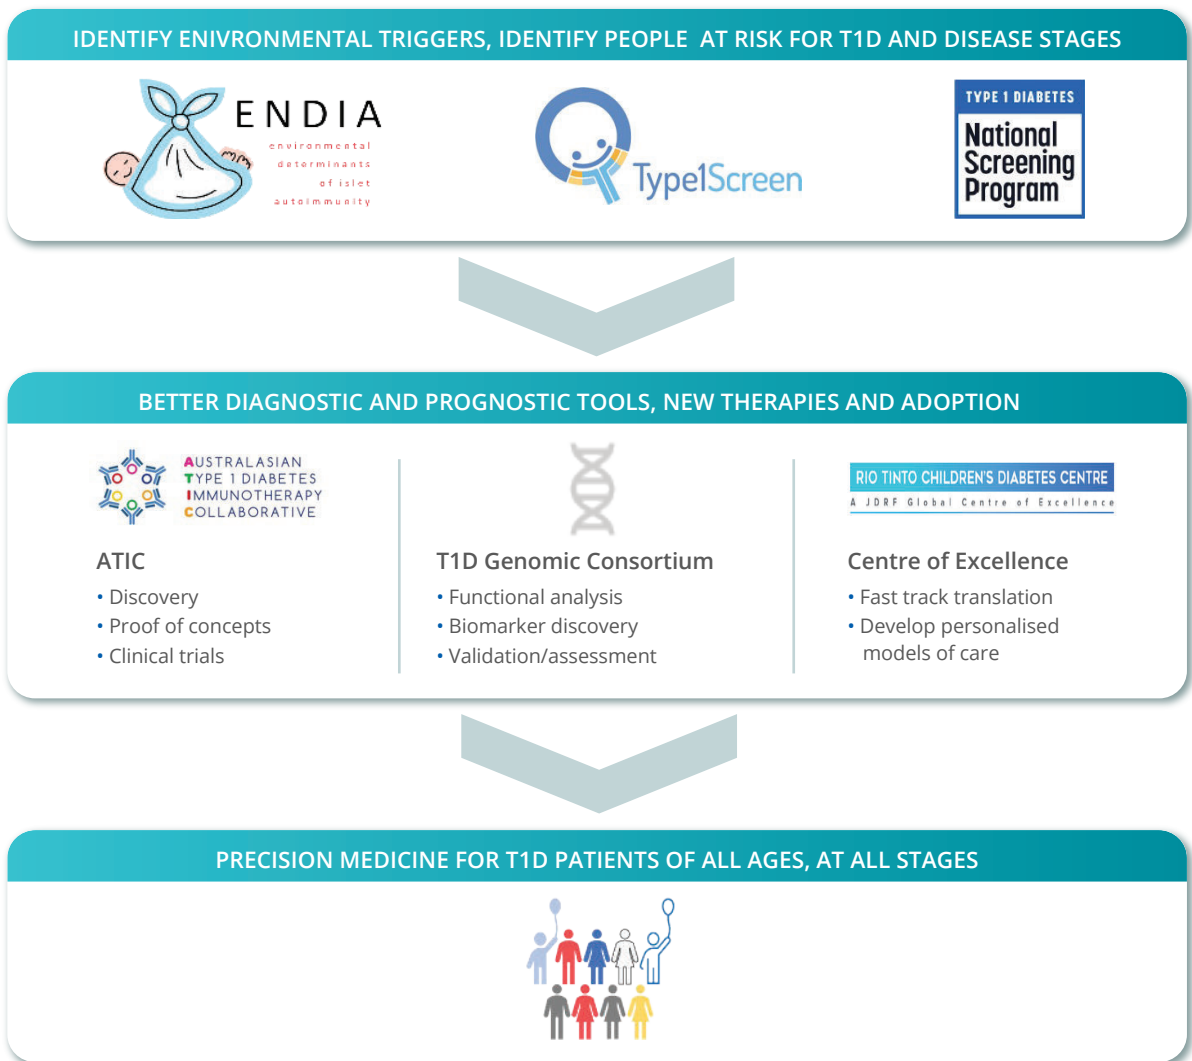 IDENTIFY ENIVRONMENTAL TRIGGERS, IDENTIFY PEOPLE AT RISK FOR T1D AND DISEASE STAGES
ENDIA
environmental
determinants
of islet
autoimmunity
Type1Screen
TYPE 1 DIABETES
National
Screening
Program
BETTER DIAGNOSTIC AND PROGNOSTIC TOOLS, NEW THERAPIES AND ADOPTION
AUSTRALASIAN
TYPE 1 DIABETES
IMMUNOTHERAPY
COLLABORATIVE
ATIC
• Discovery
• Proof of concepts
• Clinical trials
T1D Genomic Consortium
• Functional analysis
• Biomarker discovery
• Validation/assessment
RIO TINTO CHILDREN'S DIABETES CENTRE
A JDRF Global Centre of Excellence
Centre of Excellence
• Fast track translation
• Develop personalised
models of care
PRECISION MEDICINE FOR T1D PATIENTS OF ALL AGES, AT ALL STAGES